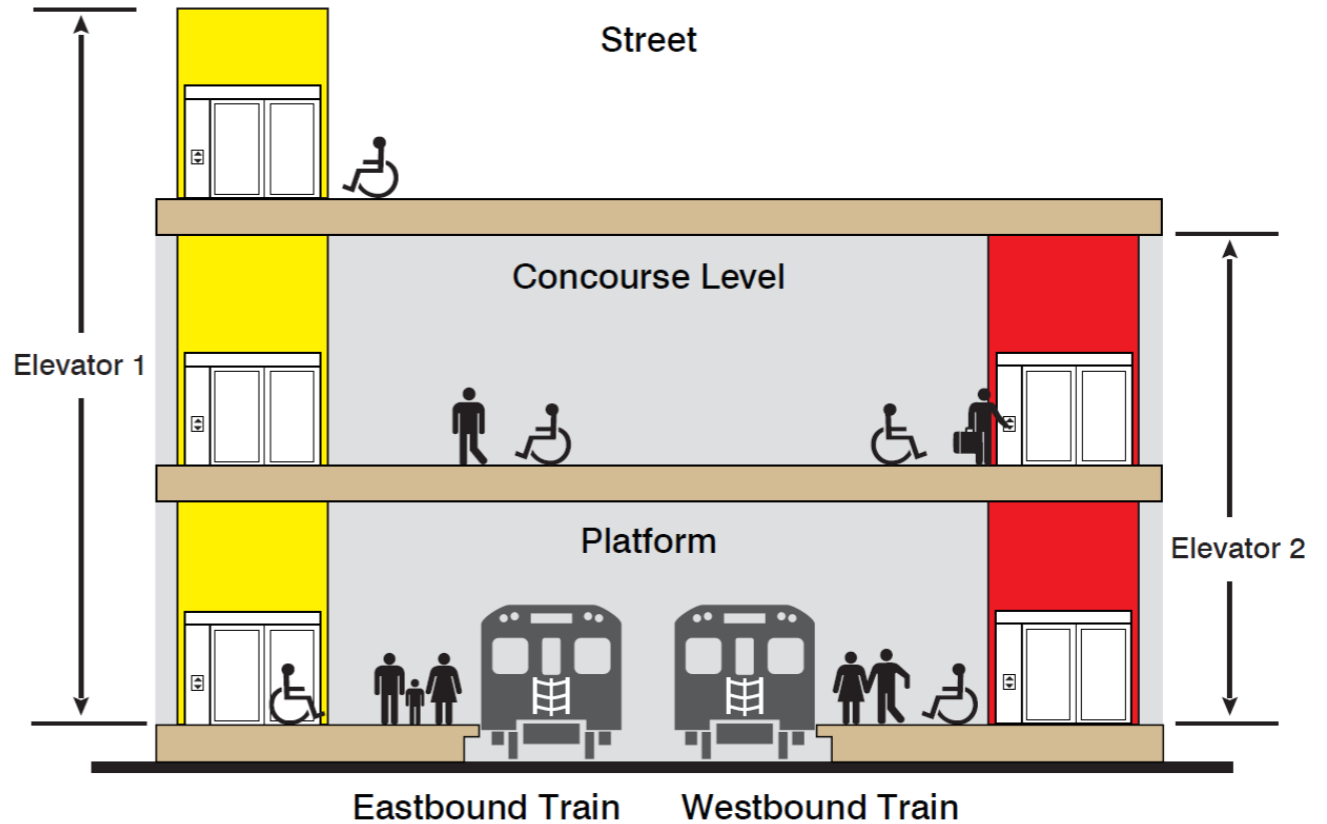 Street
Concourse Level
Elevator 1
Platform
Elevator 2
Eastbound Train
Westbound Train